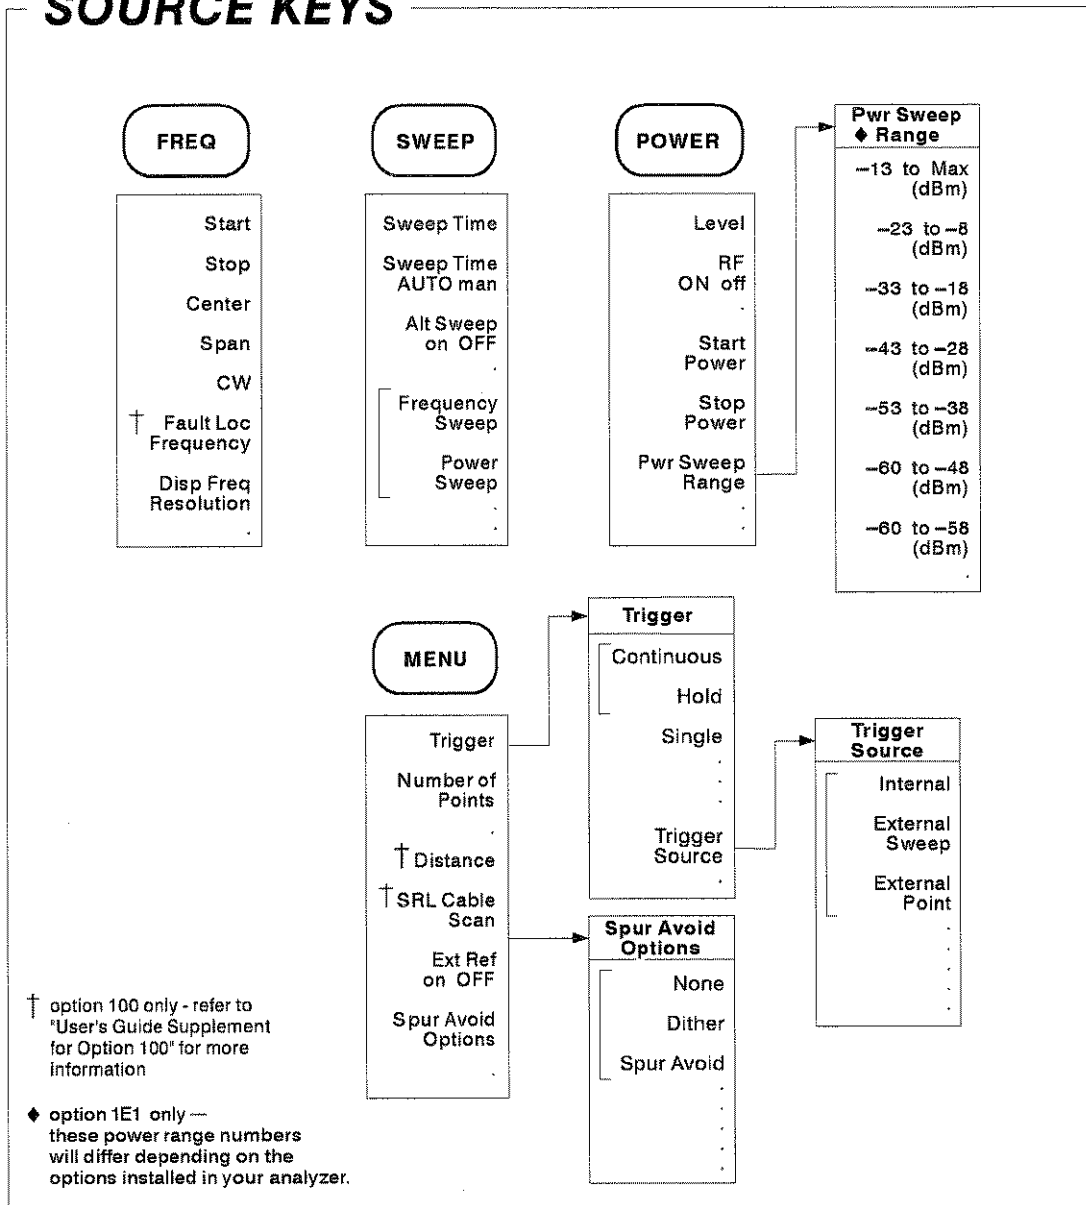 SOURCE KEYS
FREQ
Start
Stop
Center
Span
CW
† Fault Loc
Frequency
Disp Freq
Resolution
SWEEP
Sweep Time
Sweep Time
AUTO man
Alt Sweep
on OFF
Frequency
Sweep
Power
Sweep
POWER
Level
RF
ON off
Start
Power
Stop
Power
Pwr Sweep
Range
Pwr Sweep
♦ Range
–13 to Max
(dBm)
–23 to –8
(dBm)
–33 to –18
(dBm)
–43 to –28
(dBm)
–53 to –38
(dBm)
–60 to –48
(dBm)
–60 to –58
(dBm)
MENU
Trigger
Number of
Points
† Distance
† SRL Cable
Scan
Ext Ref
on OFF
Spur Avoid
Options
Trigger
Continuous
Hold
Single
Trigger
Source
Trigger
Source
Internal
External
Sweep
External
Point
Spur Avoid
Options
None
Dither
Spur Avoid
† option 100 only - refer to
"User's Guide Supplement
for Option 100" for more
information
♦ option 1E1 only —
these power range numbers
will differ depending on the
options installed in your analyzer.